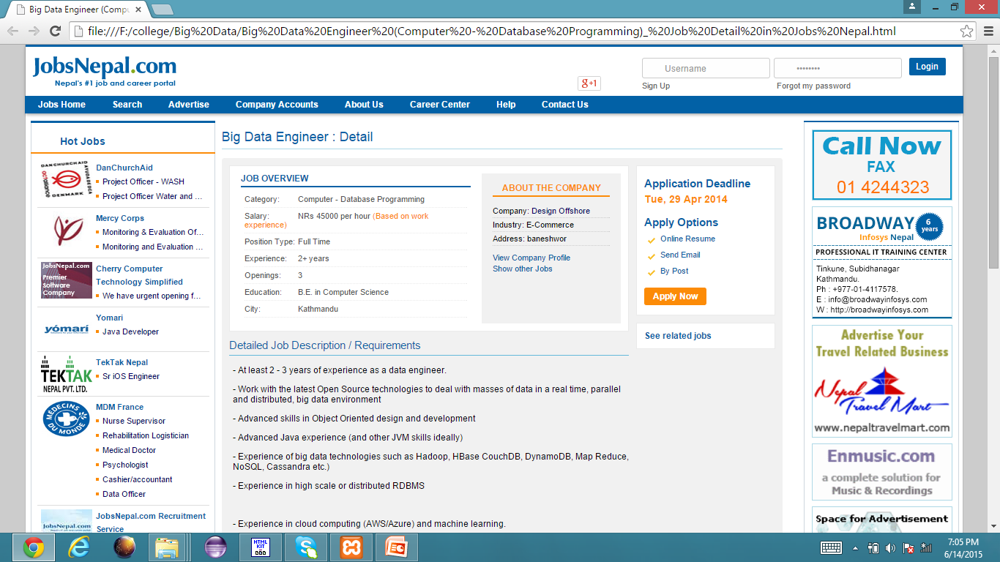 Big Data Engineer (Compu
file:///F:/college/Big%20Data/Big%20Data%20Engineer%20(Computer%20-%20Database%20Programming)_%20Job%20Detail%20in%20Jobs%20Nepal.html
JobsNepal.com
Nepal's #1 job and career portal
g+1
Username
••••••••
Login
Sign Up
Forgot my password
Jobs Home
Search
Advertise
Company Accounts
About Us
Career Center
Help
Contact Us
Hot Jobs
DANCHURCHAID
DENMARK
DanChurchAid
Project Officer - WASH
Project Officer Water and ...
Mercy Corps
Monitoring & Evaluation Of...
Monitoring and Evaluation ...
JobsNepal.com
Premier
Software
Company
Cherry Computer
Technology Simplified
We have urgent opening f...
yomari
Yomari
Java Developer
TEKTAK
NEPAL PVT. LTD.
TekTak Nepal
Sr iOS Engineer
MEDECINS
DU MONDE
MDM France
Nurse Supervisor
Rehabilitation Logistician
Medical Doctor
Psychologist
Cashier/accountant
Data Officer
JobsNepal.com
JobsNepal.com Recruitment
Service
Big Data Engineer : Detail
JOB OVERVIEW
Category: Computer - Database Programming
Salary: NRs 45000 per hour (Based on work
experience)
Position Type: Full Time
Experience: 2+ years
Openings: 3
Education: B.E. in Computer Science
City: Kathmandu
ABOUT THE COMPANY
Company: Design Offshore
Industry: E-Commerce
Address: baneshwor
View Company Profile
Show other Jobs
Application Deadline
Tue, 29 Apr 2014
Apply Options
Online Resume
Send Email
By Post
Apply Now
See related jobs
Detailed Job Description / Requirements
- At least 2 - 3 years of experience as a data engineer.
- Work with the latest Open Source technologies to deal with masses of data in a real time, parallel
and distributed, big data environment
- Advanced skills in Object Oriented design and development
- Advanced Java experience (and other JVM skills ideally)
- Experience of big data technologies such as Hadoop, HBase CouchDB, DynamoDB, Map Reduce,
NoSQL, Cassandra etc.)
- Experience in high scale or distributed RDBMS
- Experience in cloud computing (AWS/Azure) and machine learning.
Call Now
FAX
01 4244323
BROADWAY
Infosys Nepal
6
years
PROFESSIONAL IT TRAINING CENTER
Tinkune, Subidhanagar
Kathmandu.
Ph : +977-01-4117578.
E : info@broadwayinfosys.com
W : http://broadwayinfosys.com
Advertise Your
Travel Related Business
Nepal
Travel Mart
www.nepaltravelmart.com
Enmusic.com
a complete solution for
Music & Recordings
Space for Advertisement
HTML
KIT
7:05 PM
6/14/2015